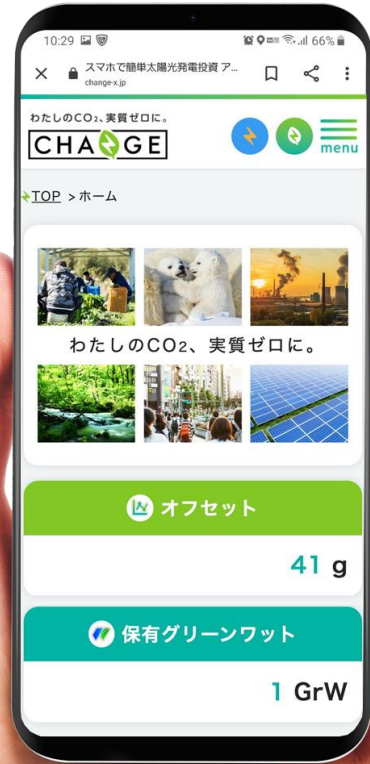 10:29
66%
スマホで簡単太陽光発電投資 ア...
change-x.jp
わたしのCO2、実質ゼロに。
CHANGE
menu
TOP >ホーム
わたしのCO2、実質ゼロに。
オフセット
41 g
保有グリーンワット
1 GrW